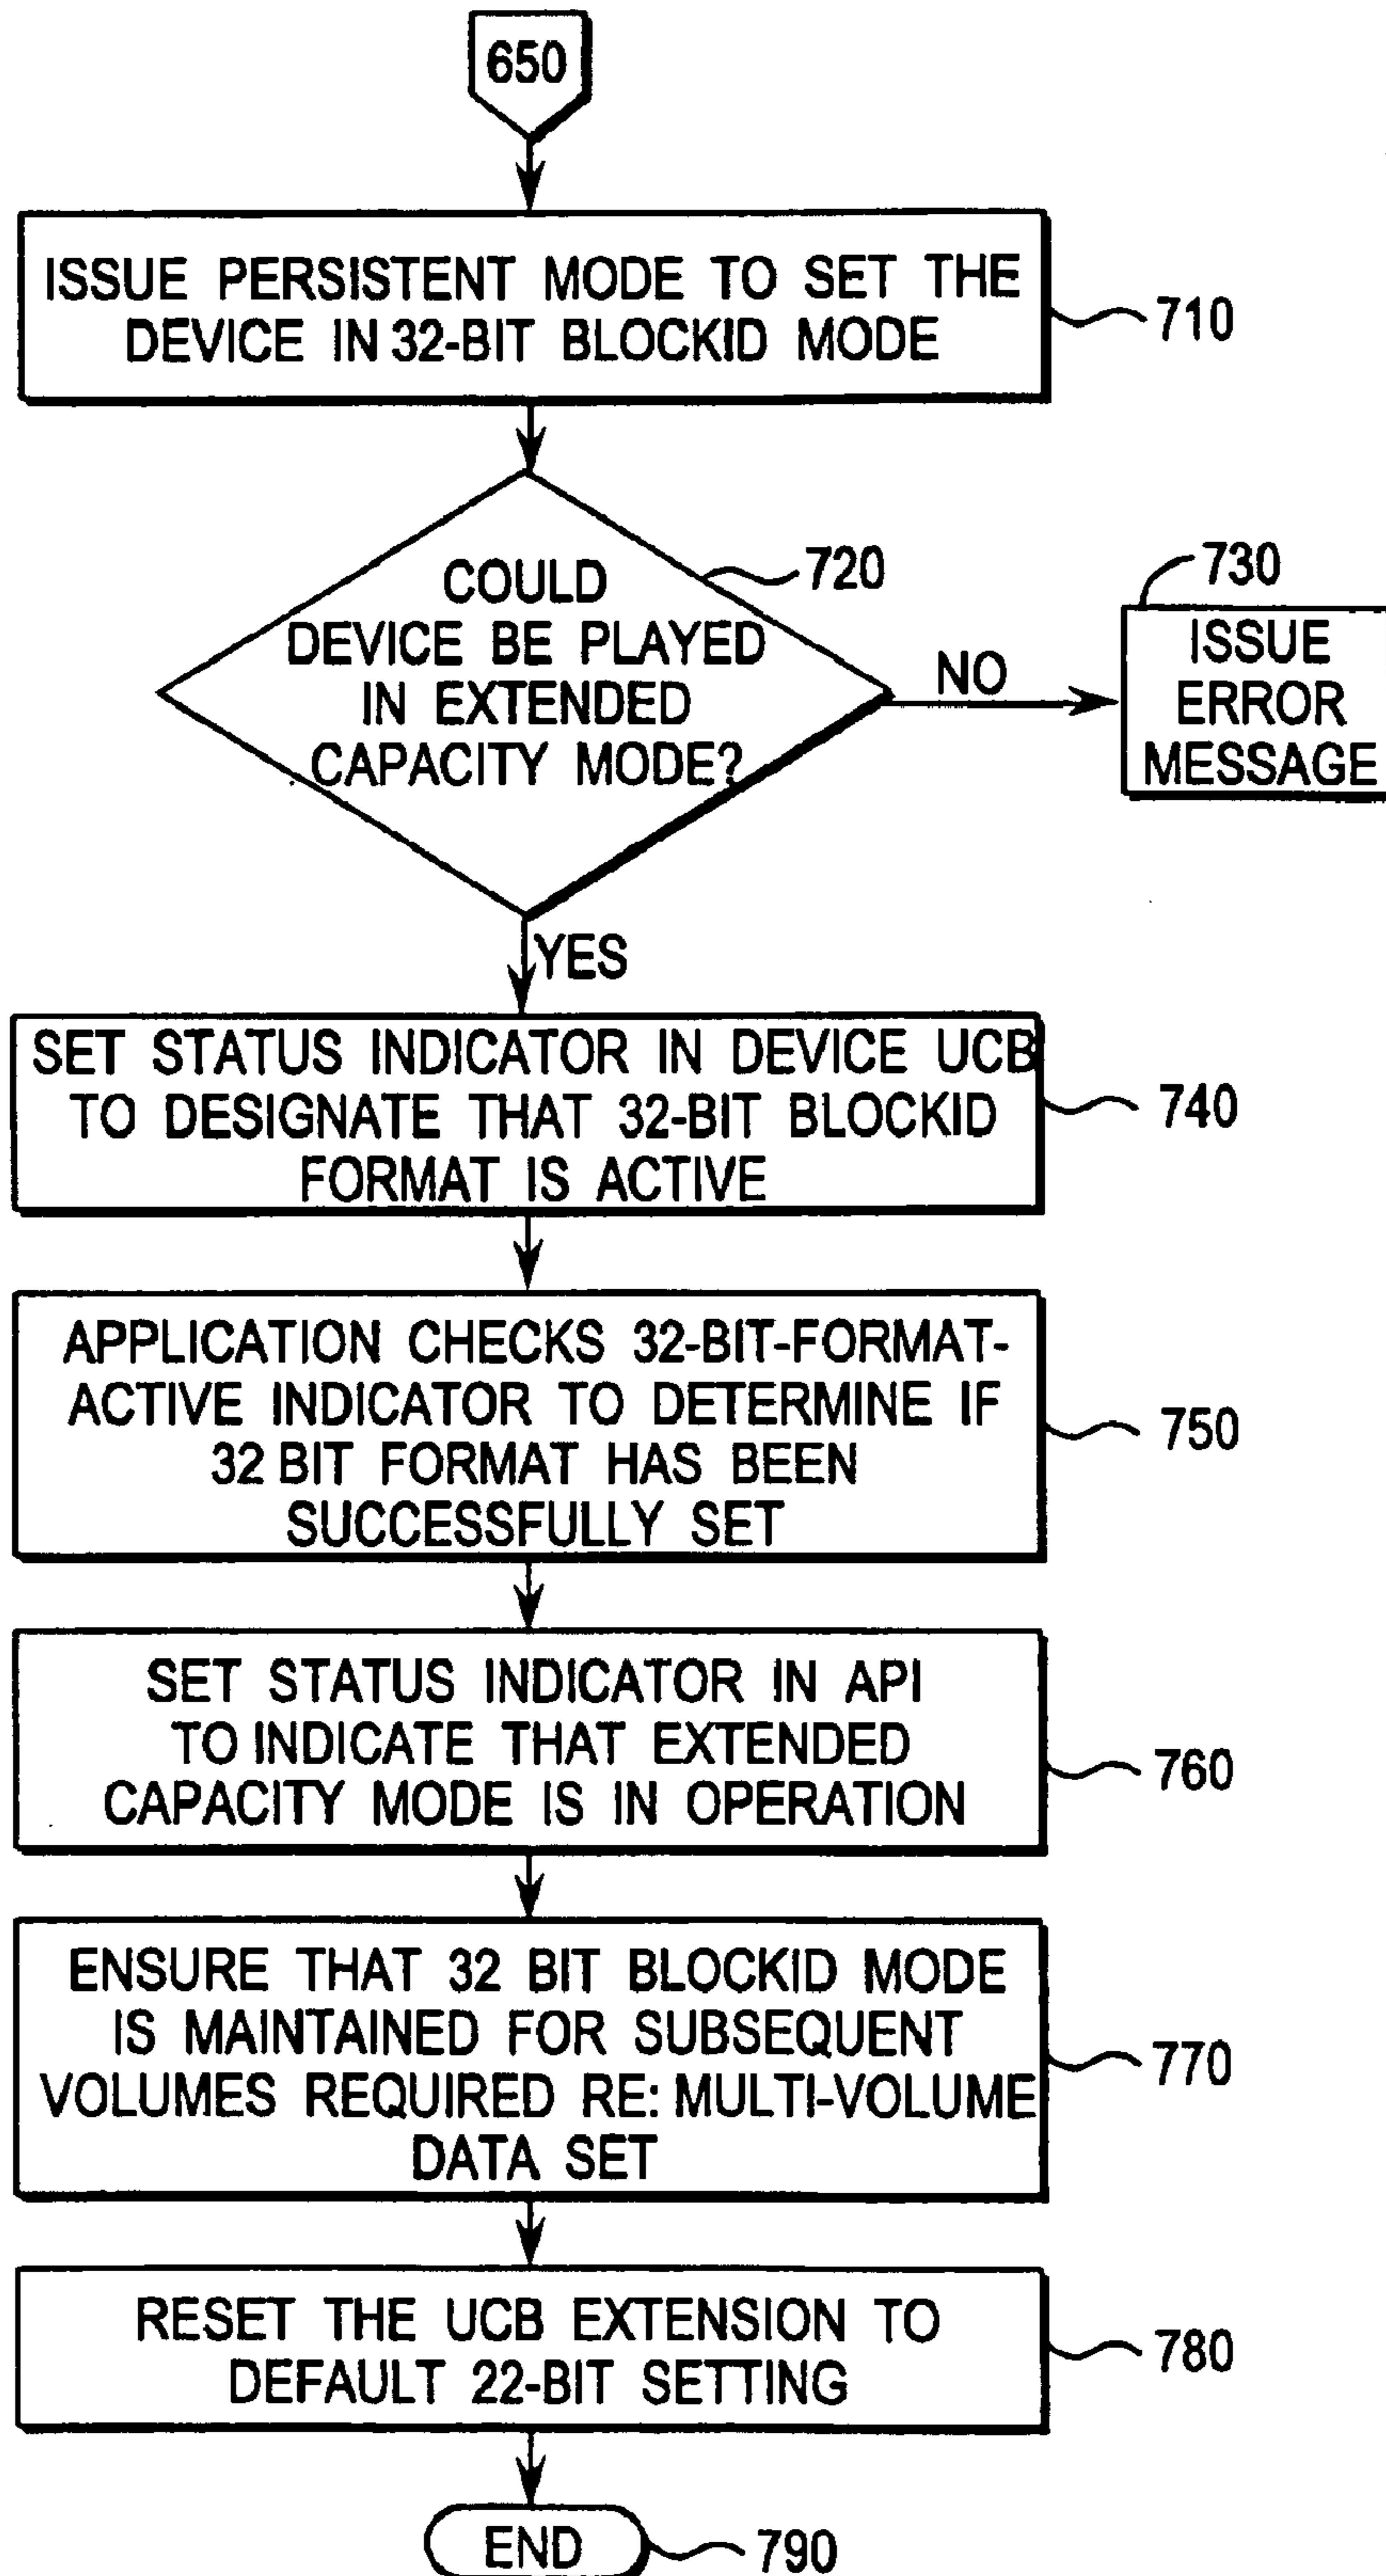 650
ISSUE PERSISTENT MODE TO SET THE
DEVICE IN 32-BIT BLOCKID MODE
710
COULD
DEVICE BE PLAYED
IN EXTENDED
CAPACITY MODE?
720
NO
730
ISSUE
ERROR
MESSAGE
YES
SET STATUS INDICATOR IN DEVICE UCB
TO DESIGNATE THAT 32-BIT BLOCKID
FORMAT IS ACTIVE
740
APPLICATION CHECKS 32-BIT-FORMAT-
ACTIVE INDICATOR TO DETERMINE IF
32 BIT FORMAT HAS BEEN
SUCCESSFULLY SET
750
SET STATUS INDICATOR IN API
TO INDICATE THAT EXTENDED
CAPACITY MODE IS IN OPERATION
760
ENSURE THAT 32 BIT BLOCKID MODE
IS MAINTAINED FOR SUBSEQUENT
VOLUMES REQUIRED RE: MULTI-VOLUME
DATA SET
770
RESET THE UCB EXTENSION TO
DEFAULT 22-BIT SETTING
780
END
790